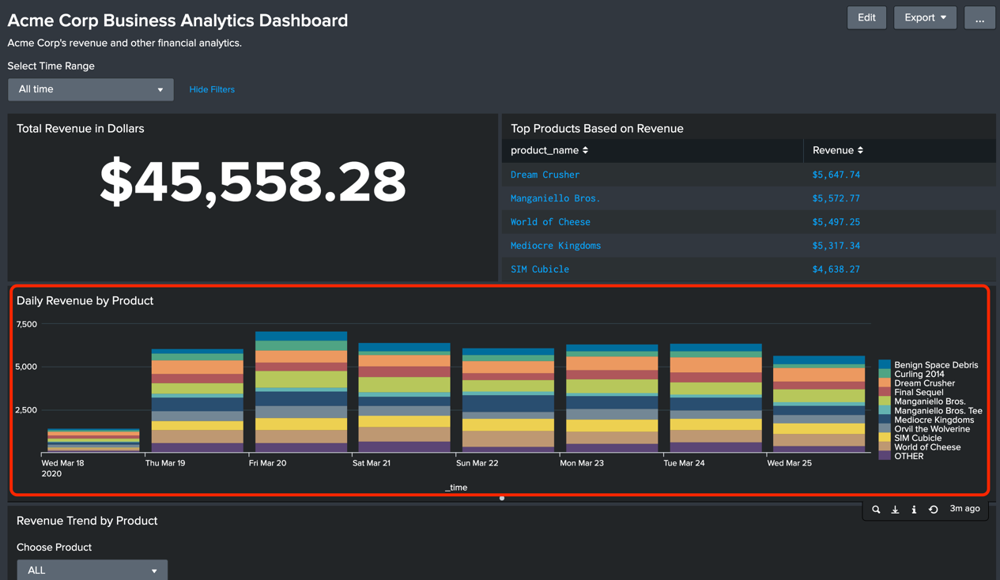 Acme Corp Business Analytics Dashboard
Edit
Export
...
Acme Corp's revenue and other financial analytics.
Select Time Range
All time
Hide Filters
Total Revenue in Dollars
$45,558.28
Top Products Based on Revenue
product_name Revenue
Dream Crusher $5,647.74
Manganiello Bros. $5,572.77
World of Cheese $5,497.25
Mediocre Kingdoms $5,317.34
SIM Cubicle $4,638.27
Daily Revenue by Product
7,500
5,000
2,500
Wed Mar 18
2020
Thu Mar 19
Fri Mar 20
Sat Mar 21
Sun Mar 22
Mon Mar 23
Tue Mar 24
Wed Mar 25
_time
Benign Space Debris
Curling 2014
Dream Crusher
Final Sequel
Manganiello Bros.
Manganiello Bros. Tee
Mediocre Kingdoms
Orvil the Wolverine
SIM Cubicle
World of Cheese
OTHER
3m ago
Revenue Trend by Product
Choose Product
ALL